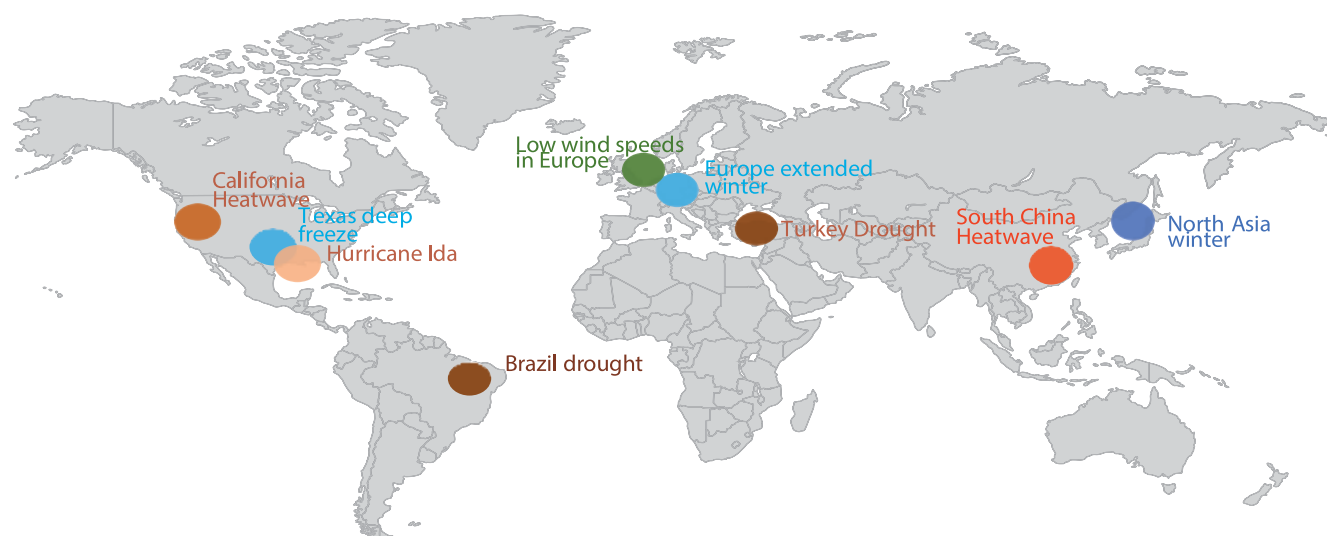 Low wind speeds
in Europe
Europe extended
winter
California
Heatwave
Texas deep
freeze
Hurricane Ida
Turkey Drought
South China
Heatwave
North Asia
winter
Brazil drought